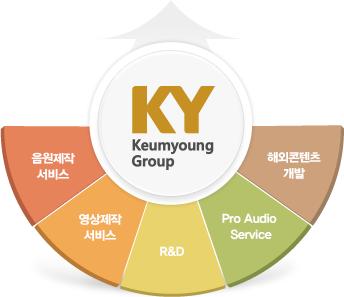 KY
Keumyoung
Group
음원제작
서비스
영상제작
서비스
R&D
Pro Audio
Service
해외콘텐츠
개발